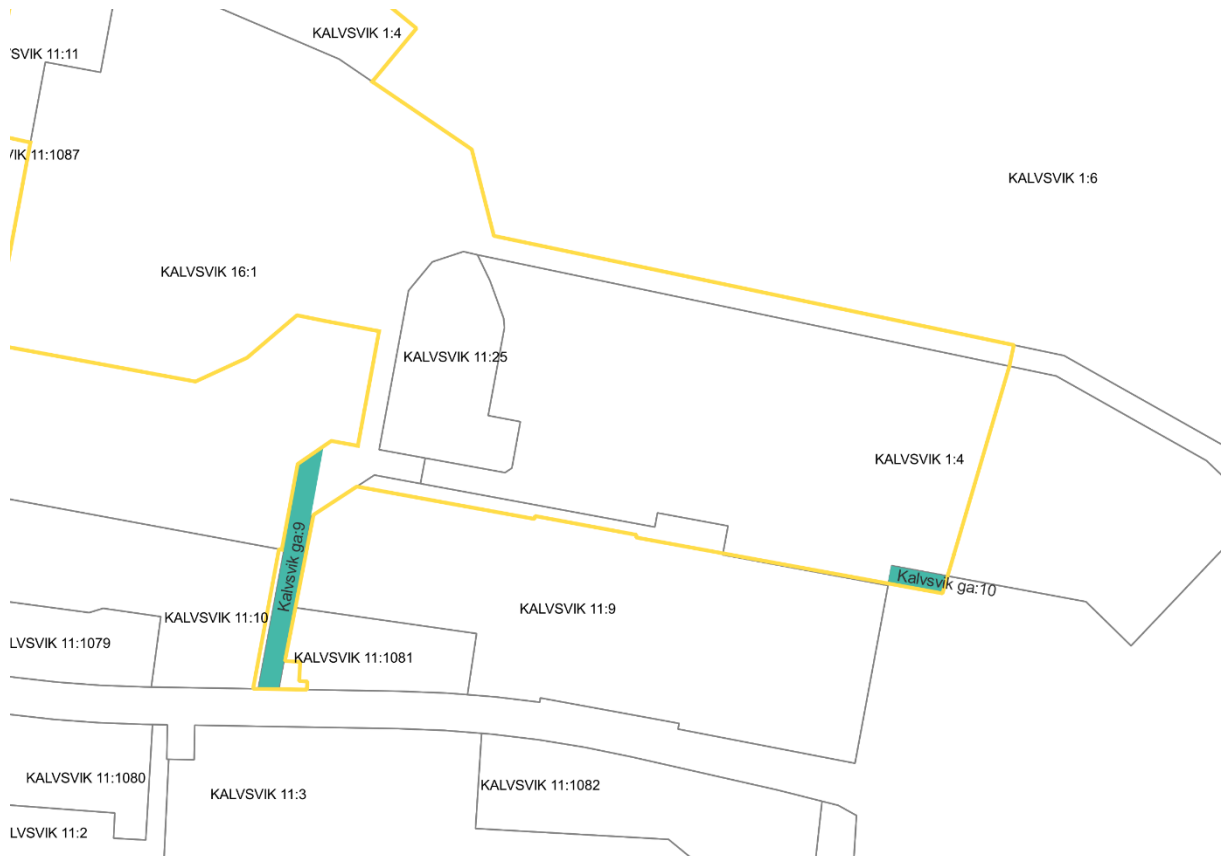 KALVSVIK 1:4
SVIK 11:11
VIK 11:1087
KALVSVIK 1:6
KALVSVIK 16:1
KALVSVIK 11:25
KALVSVIK 1:4
Kalvsvik ga:9
Kalvsvik ga:10
KALVSVIK 11:9
KALVSVIK 11:10
LVSVIK 11:1079
KALVSVIK 11:1081
KALVSVIK 11:1080
KALVSVIK 11:3
KALVSVIK 11:1082
LVSVIK 11:2